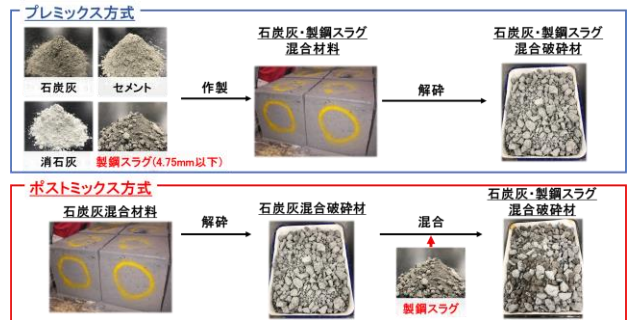 プレミックス方式
石炭灰
セメント
消石灰
製鋼スラグ(4.75mm以下)
作製
石炭灰・製鋼スラグ
混合材料
解砕
石炭灰・製鋼スラグ
混合破砕材
ポストミックス方式
石炭灰混合材料
解砕
石炭灰混合破砕材
混合
製鋼スラグ
石炭灰・製鋼スラグ
混合破砕材